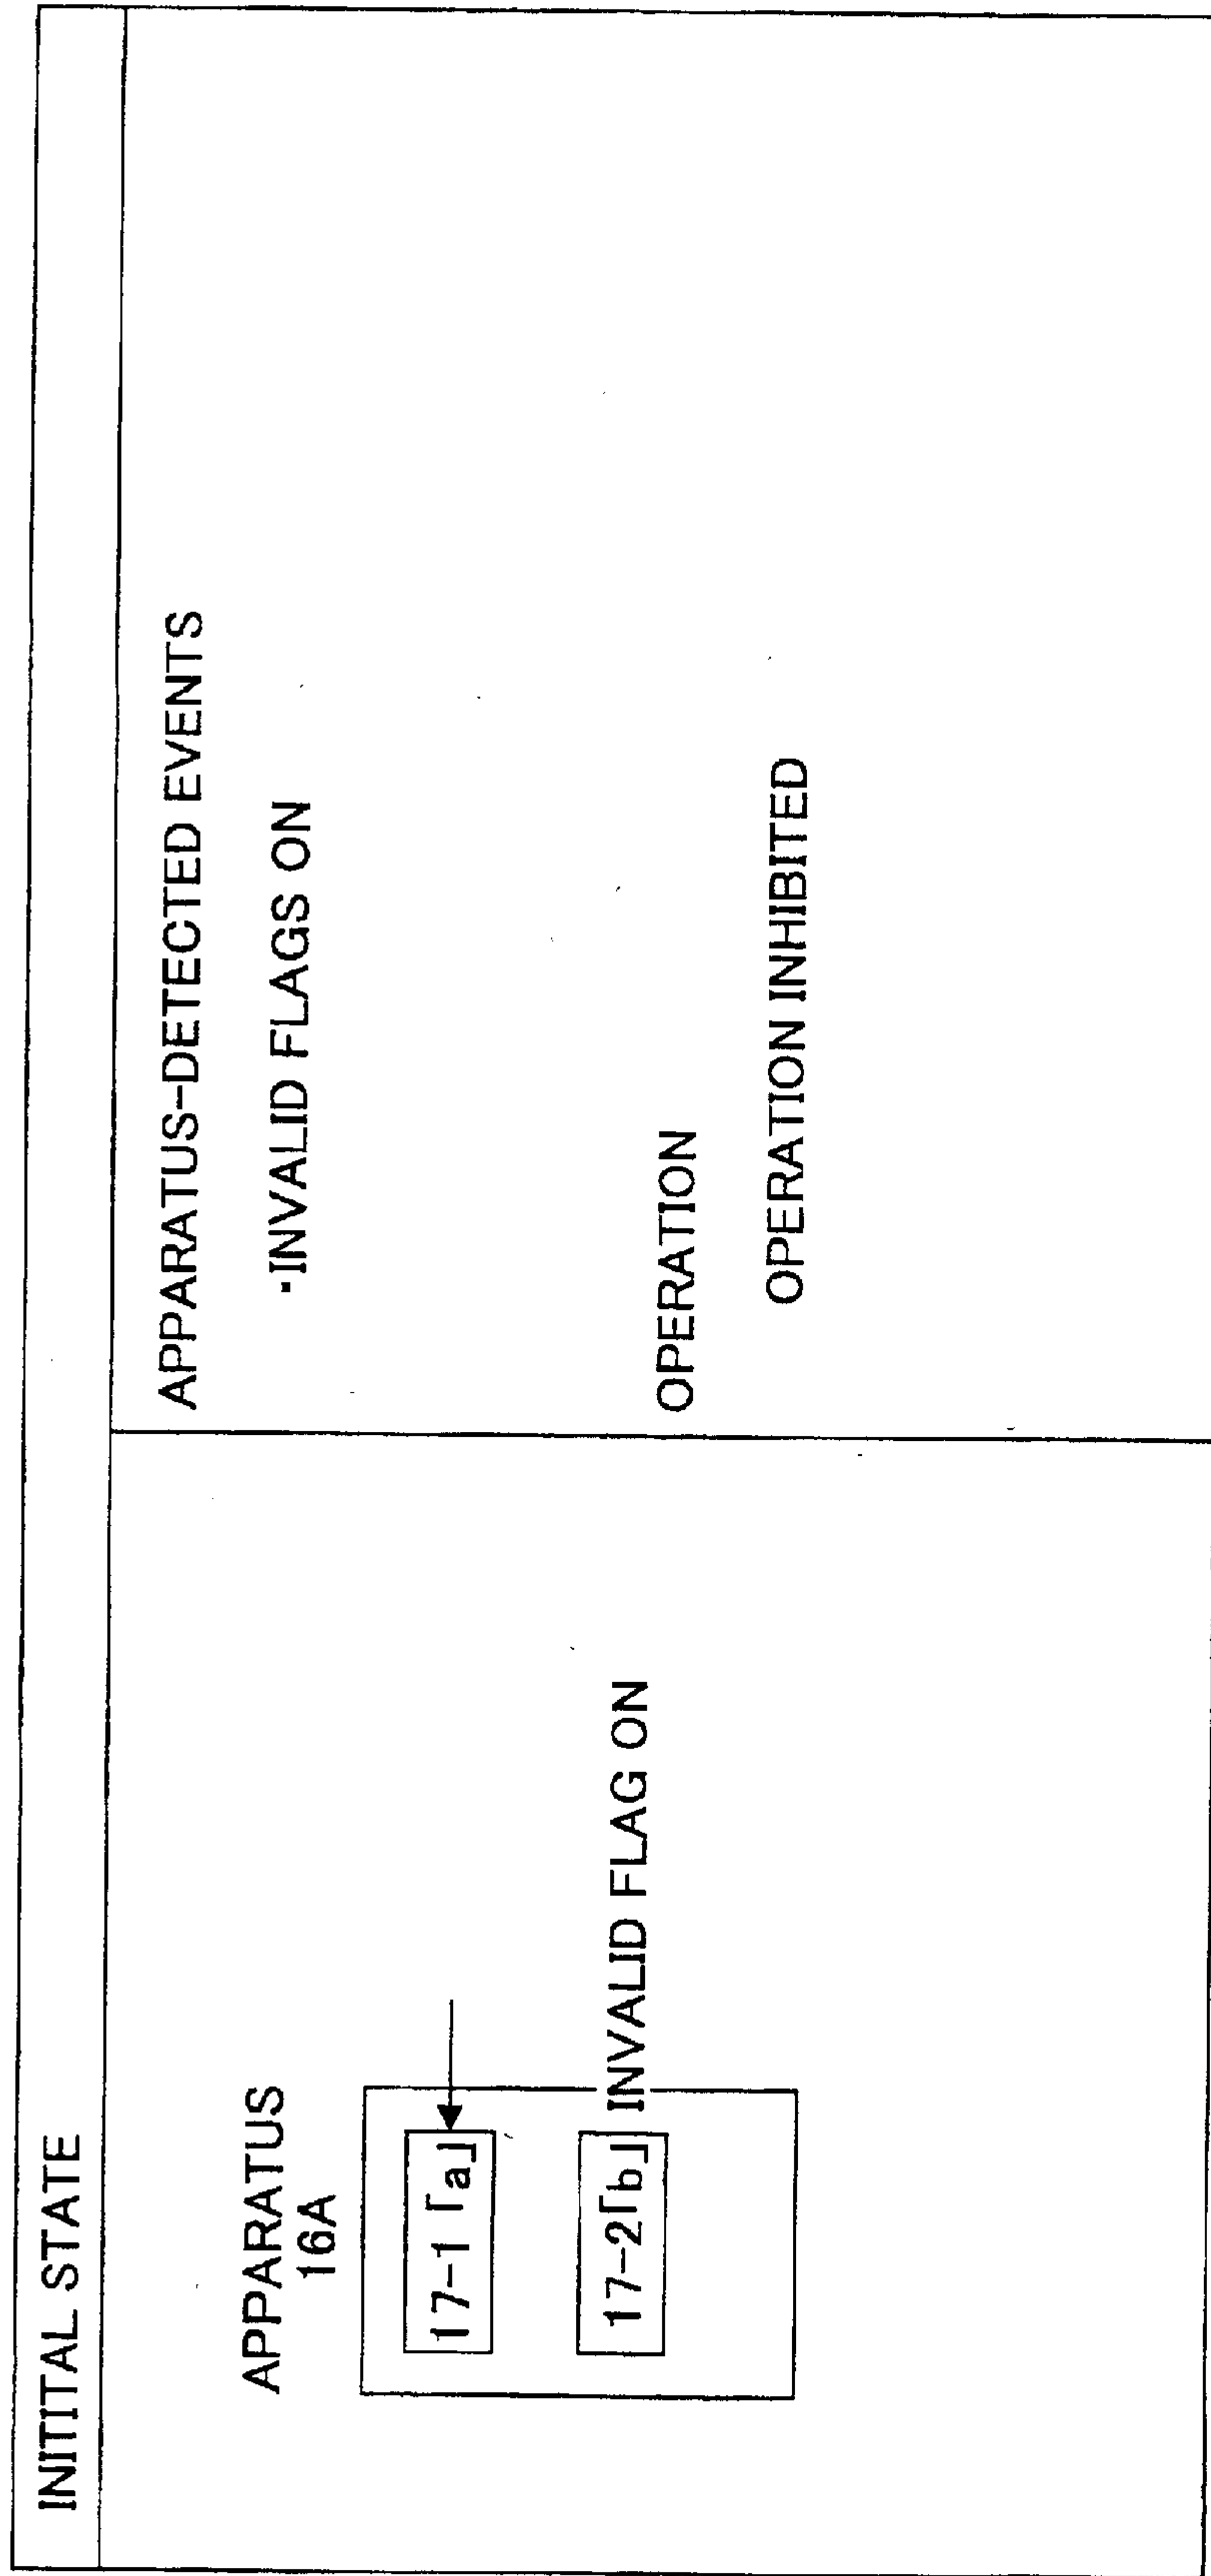 INITITAL STATE
APPARATUS
16A
17-1「a」
17-2「b」 INVALID FLAG ON
APPARATUS-DETECTED EVENTS
・INVALID FLAGS ON
OPERATION
OPERATION INHIBITED